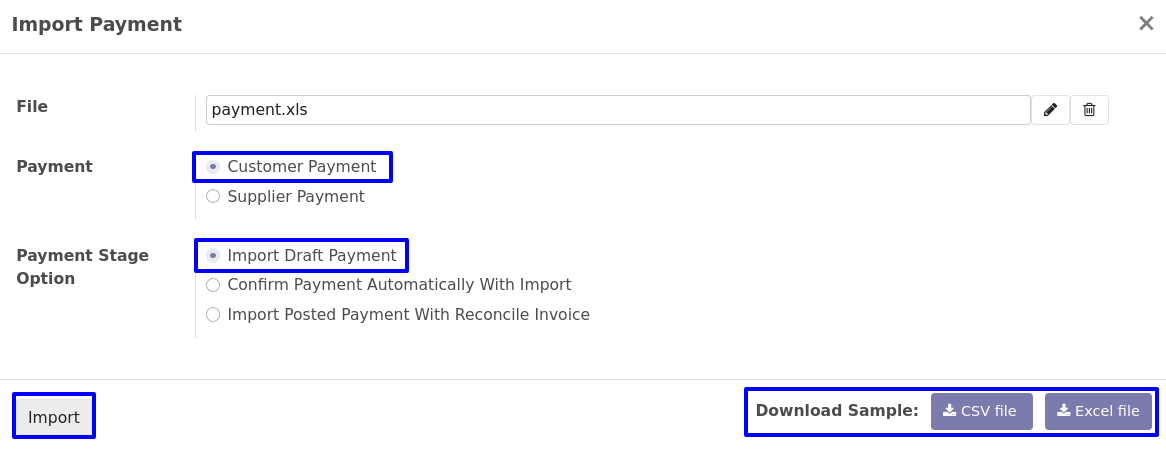 Import Payment
File
payment.xls
Payment
Customer Payment
Supplier Payment
Payment Stage
Option
Import Draft Payment
Confirm Payment Automatically With Import
Import Posted Payment With Reconcile Invoice
Import
Download Sample:
CSV file
Excel file